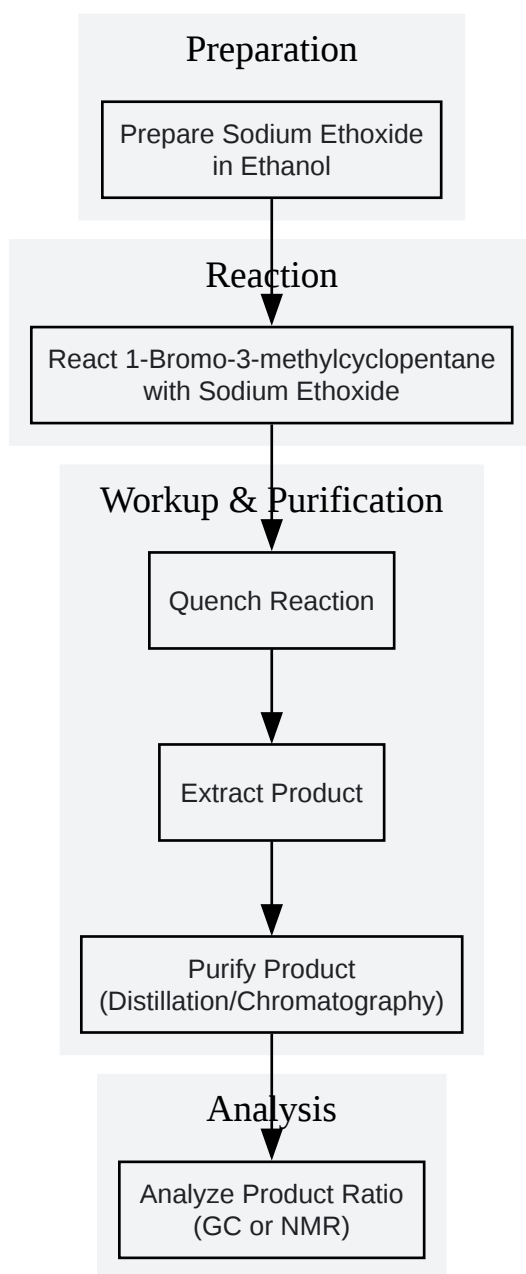 Preparation
Prepare Sodium Ethoxide
in Ethanol
Reaction
React 1-Bromo-3-methylcyclopentane
with Sodium Ethoxide
Workup & Purification
Quench Reaction
Extract Product
Purify Product
(Distillation/Chromatography)
Analysis
Analyze Product Ratio
(GC or NMR)